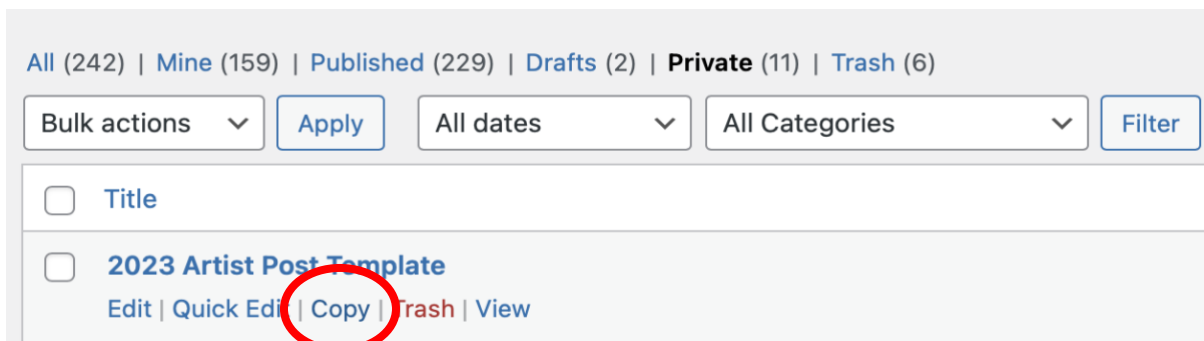 All (242) | Mine (159) | Published (229) | Drafts (2) | Private (11) | Trash (6)
Bulk actions Apply All dates All Categories Filter
Title
2023 Artist Post Template
Edit | Quick Edit | Copy | Trash | View